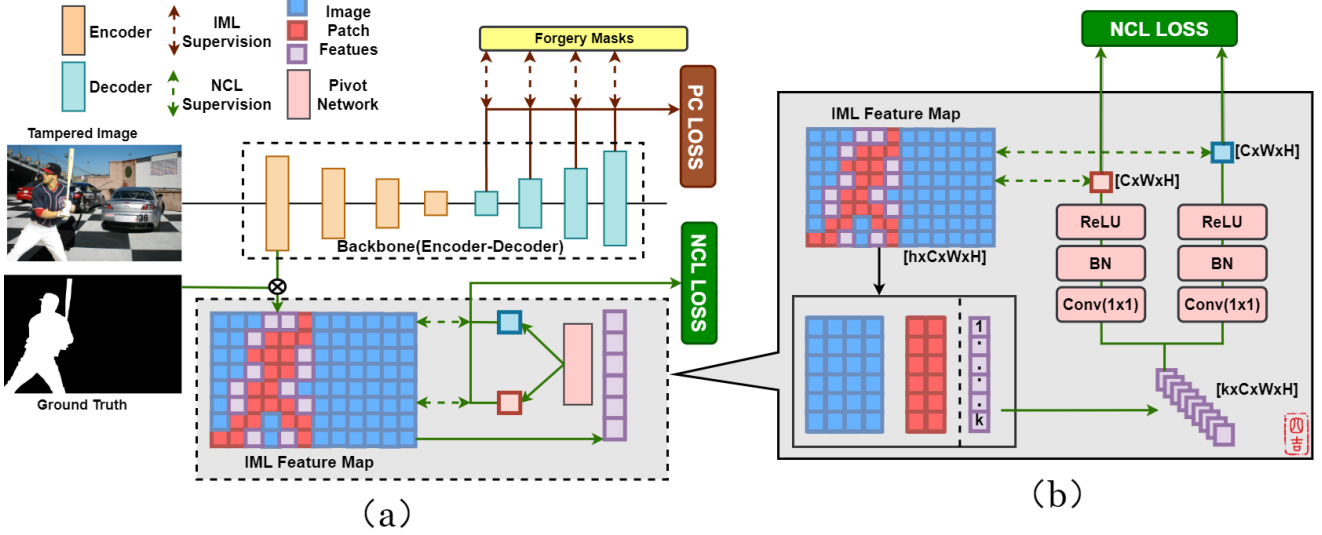 Encoder
Decoder
IML
Supervision
NCL
Supervision
Image
Patch
Featues
Pivot
Network
Forgery Masks
PC LOSS
NCL LOSS
Tampered Image
Ground Truth
Backbone(Encoder-Decoder)
IML Feature Map
(a)
NCL LOSS
IML Feature Map
[hxCxWxH]
[CxWxH]
[CxWxH]
ReLU
BN
Conv(1x1)
ReLU
BN
Conv(1x1)
1
.
.
.
k
[kxCxWxH]
四吉
(b)